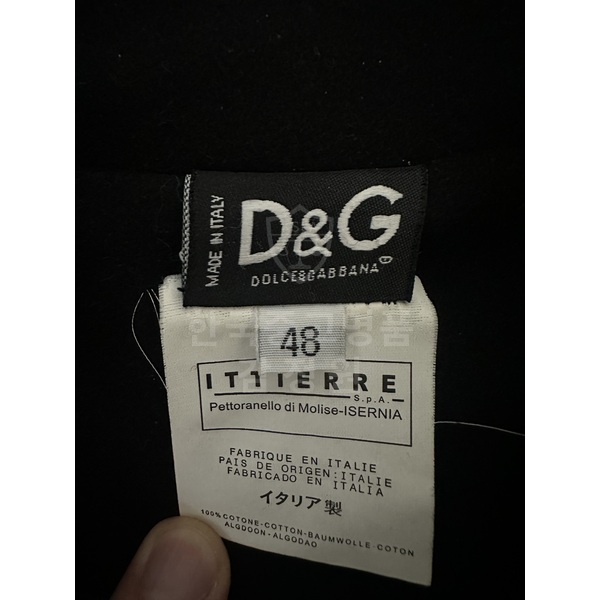 MADE IN ITALY
D&G
DOLCE&GABBANA
48
ITTIERRE
S.p.A.
Pettoranello di Molise-ISERNIA
FABRIQUE EN ITALIE
PAIS DE ORIGEN:ITALIE
FABRICADO EN ITALIA
イタリア製
100%COTONE-COTTON-BAUMWOLLE-COTON
ALGODON-ALGODAO